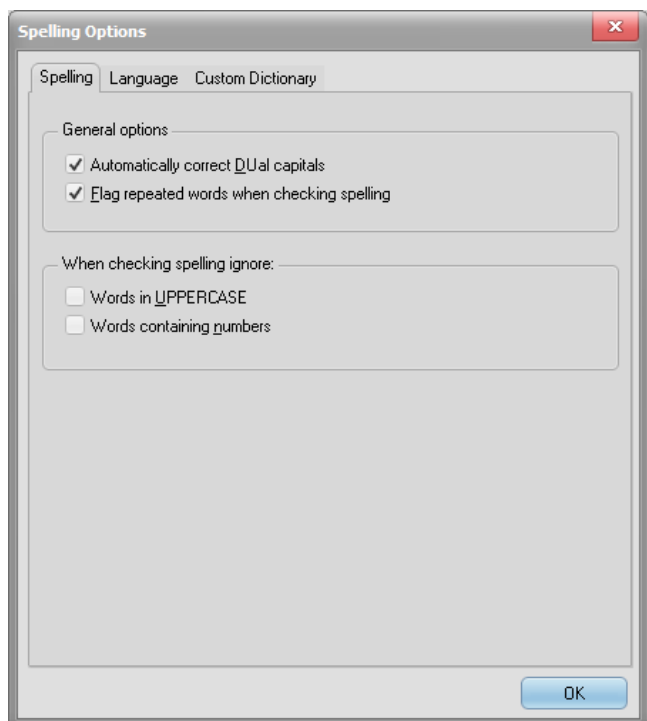 Spelling Options
Spelling Language Custom Dictionary
General options
Automatically correct DUal capitals
Flag repeated words when checking spelling
When checking spelling ignore:
Words in UPPERCASE
Words containing numbers
OK